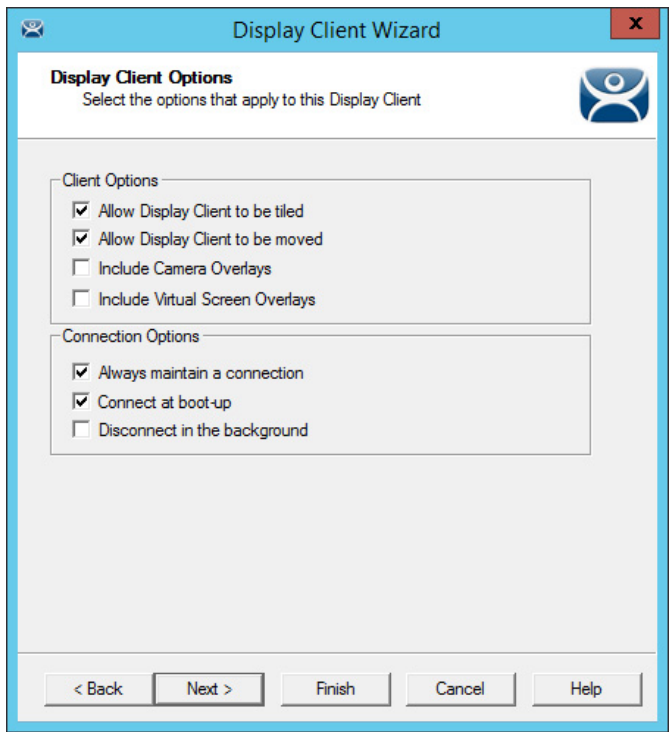 Display Client Wizard
x
Display Client Options
Select the options that apply to this Display Client
Client Options
Allow Display Client to be tiled
Allow Display Client to be moved
Include Camera Overlays
Include Virtual Screen Overlays
Connection Options
Always maintain a connection
Connect at boot-up
Disconnect in the background
< Back Next > Finish Cancel Help